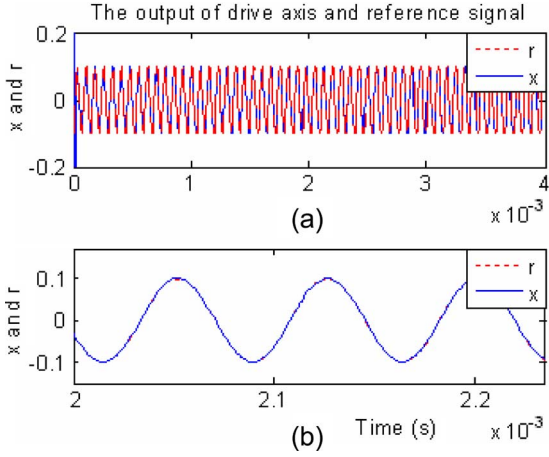 The output of drive axis and reference signal
x and r
0.2
0
-0.2
r
x
0 1 2 3 4
x 10-3
(a)
x and r
0.1
0
-0.1
r
x
2 2.1 2.2
Time (s)
x 10-3
(b)